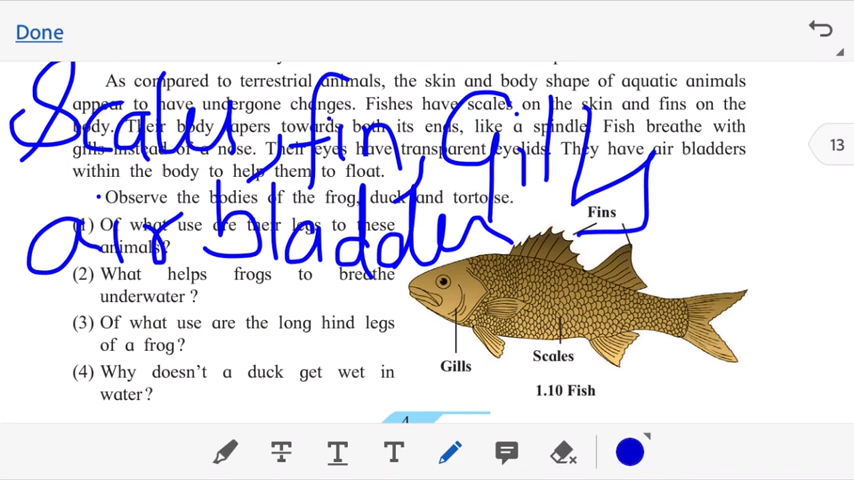 Done
As compared to terrestrial animals, the skin and body shape of aquatic animals
appear to have undergone changes. Fishes have scales on the skin and fins on the
body. Their body tapers towards both its ends, like a spindle. Fish breathe with
gills instead of a nose. Their eyes have transparent eyelids. They have air bladders
within the body to help them to float.
Scales, fin, Gills
air bladder
13
• Observe the bodies of the frog, duck and tortoise.
(1) Of what use are their legs to these
animals?
(2) What helps frogs to breathe
underwater ?
(3) Of what use are the long hind legs
of a frog?
(4) Why doesn't a duck get wet in
water?
Fins
Gills
Scales
1.10 Fish
4
T
T
T